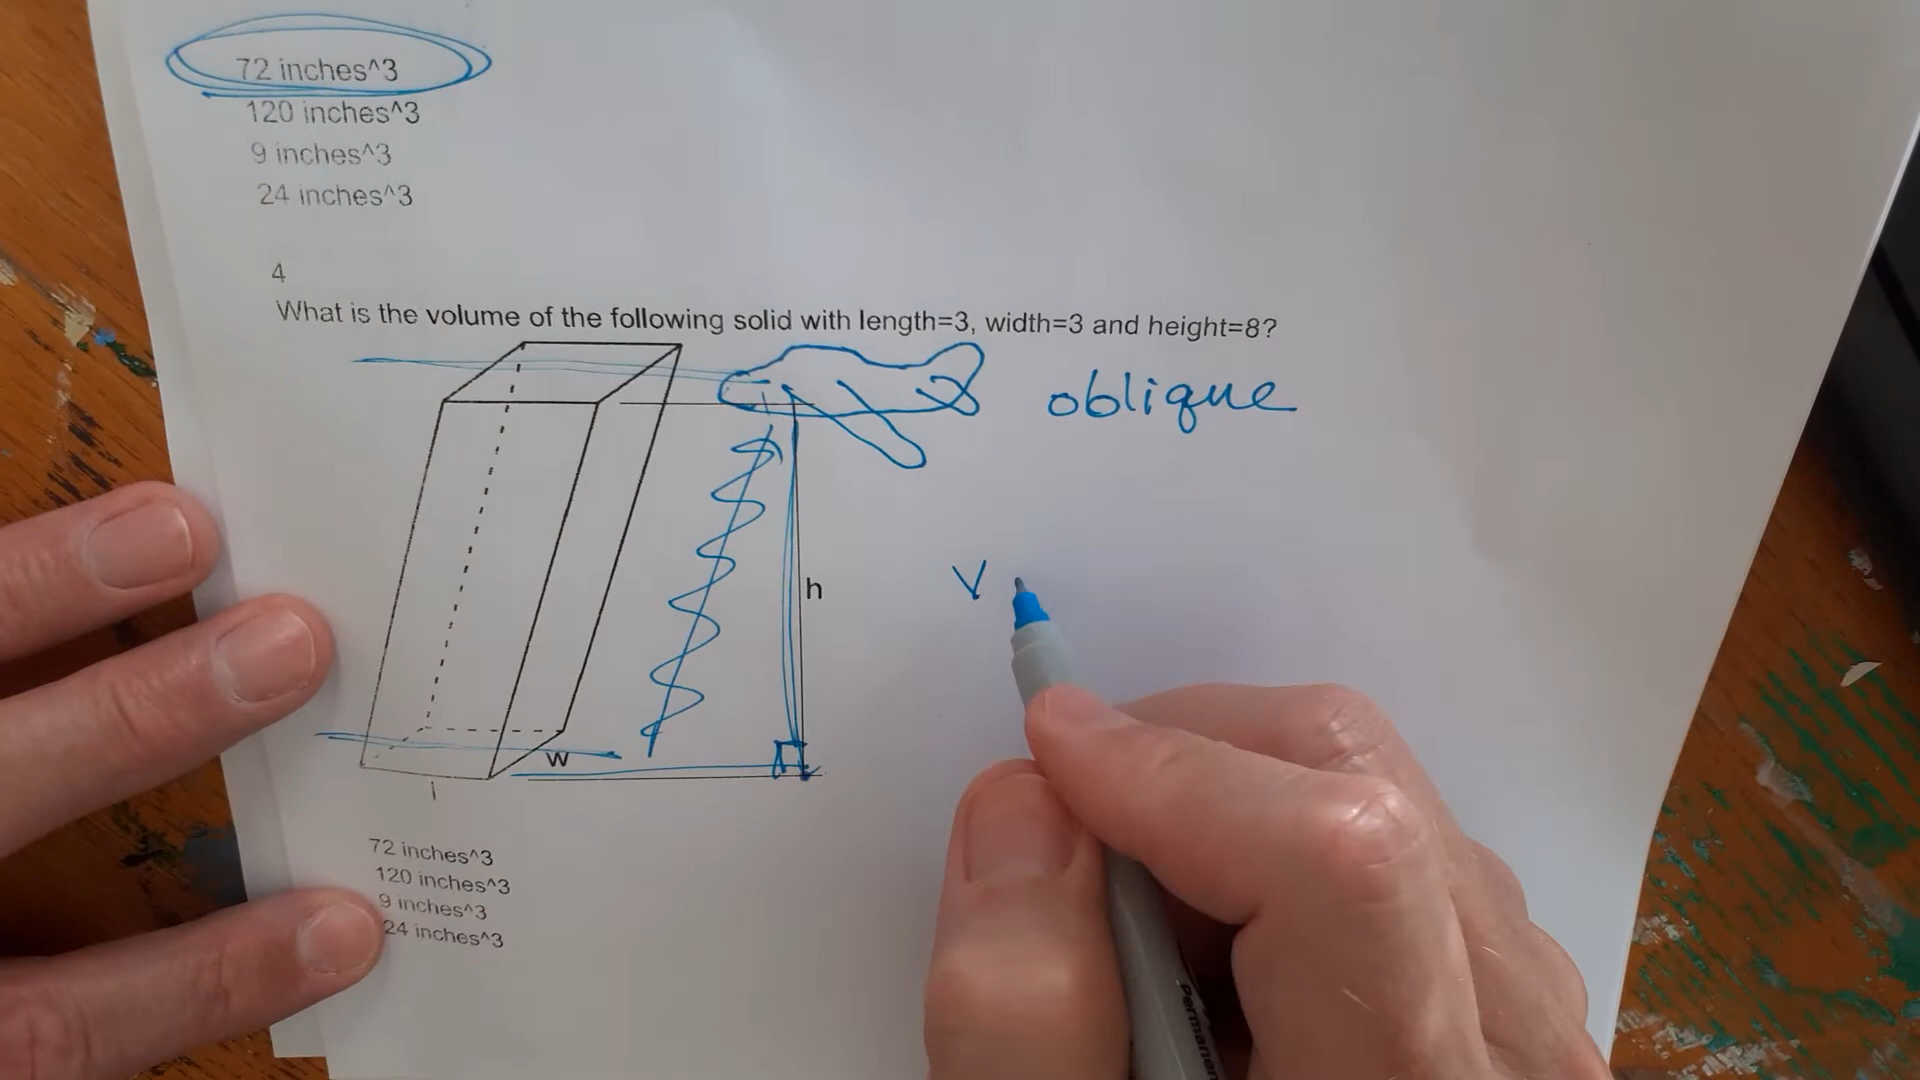 72 inches^3
120 inches^3
9 inches^3
24 inches^3
4
What is the volume of the following solid with length=3, width=3 and height=8?
oblique
h
V
w
l
72 inches^3
120 inches^3
9 inches^3
24 inches^3